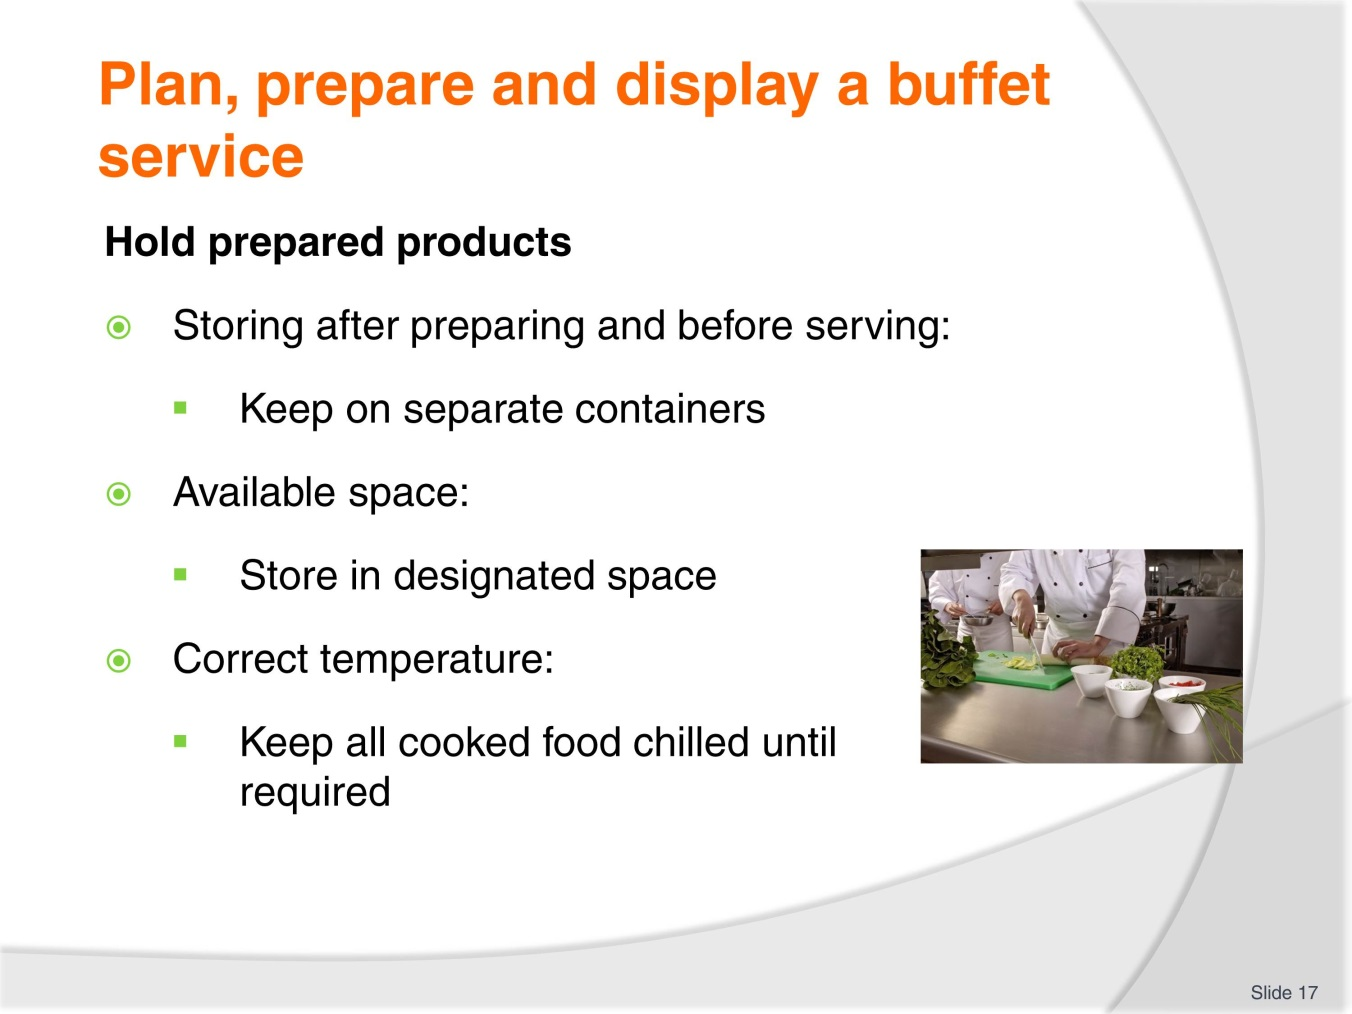 Plan, prepare and display a buffet
service
Hold prepared products
Storing after preparing and before serving:
Keep on separate containers
Available space:
Store in designated space
Correct temperature:
Keep all cooked food chilled until
required
Slide 17